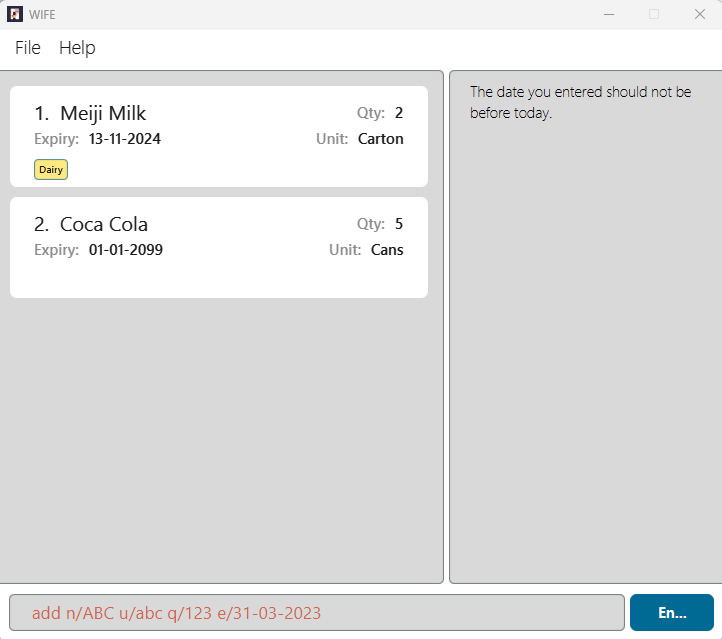 WIFE
File Help
1. Meiji Milk Qty: 2
Expiry: 13-11-2024 Unit: Carton
Dairy
2. Coca Cola Qty: 5
Expiry: 01-01-2099 Unit: Cans
The date you entered should not be
before today.
add n/ABC u/abc q/123 e/31-03-2023
En...